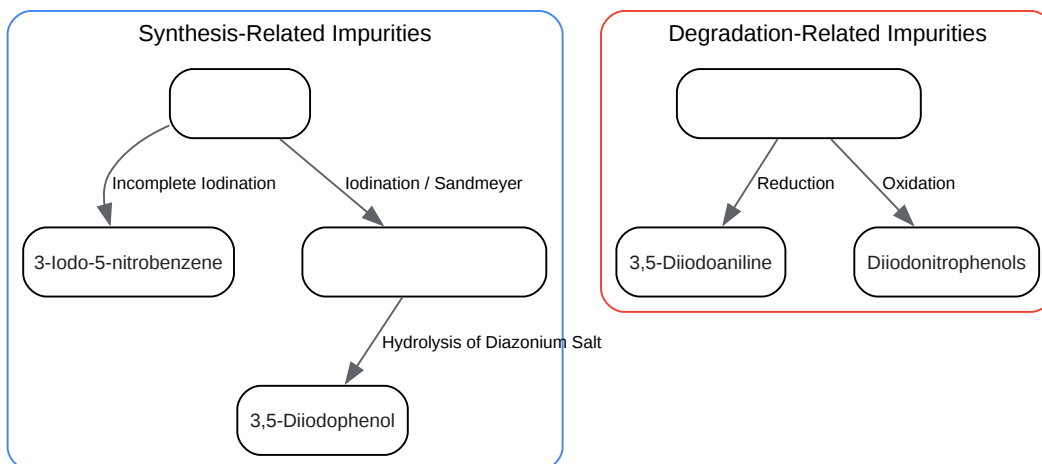 Synthesis-Related Impurities
Degradation-Related Impurities
Incomplete Iodination
Iodination / Sandmeyer
Reduction
Oxidation
3-Iodo-5-nitrobenzene
3,5-Diiodoaniline
Diiodonitrophenols
Hydrolysis of Diazonium Salt
3,5-Diiodophenol